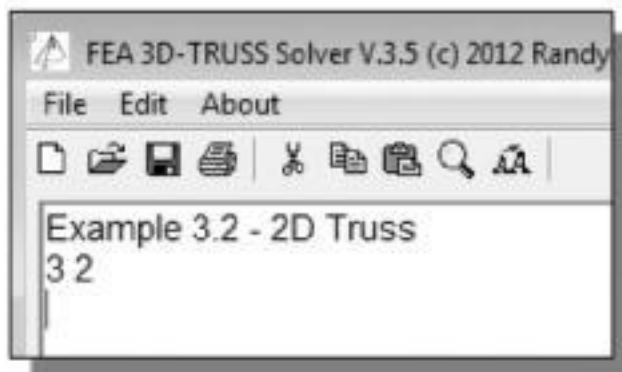 FEA 3D-TRUSS Solver V.3.5 (c) 2012 Randy
File Edit About
Example 3.2 - 2D Truss
3 2